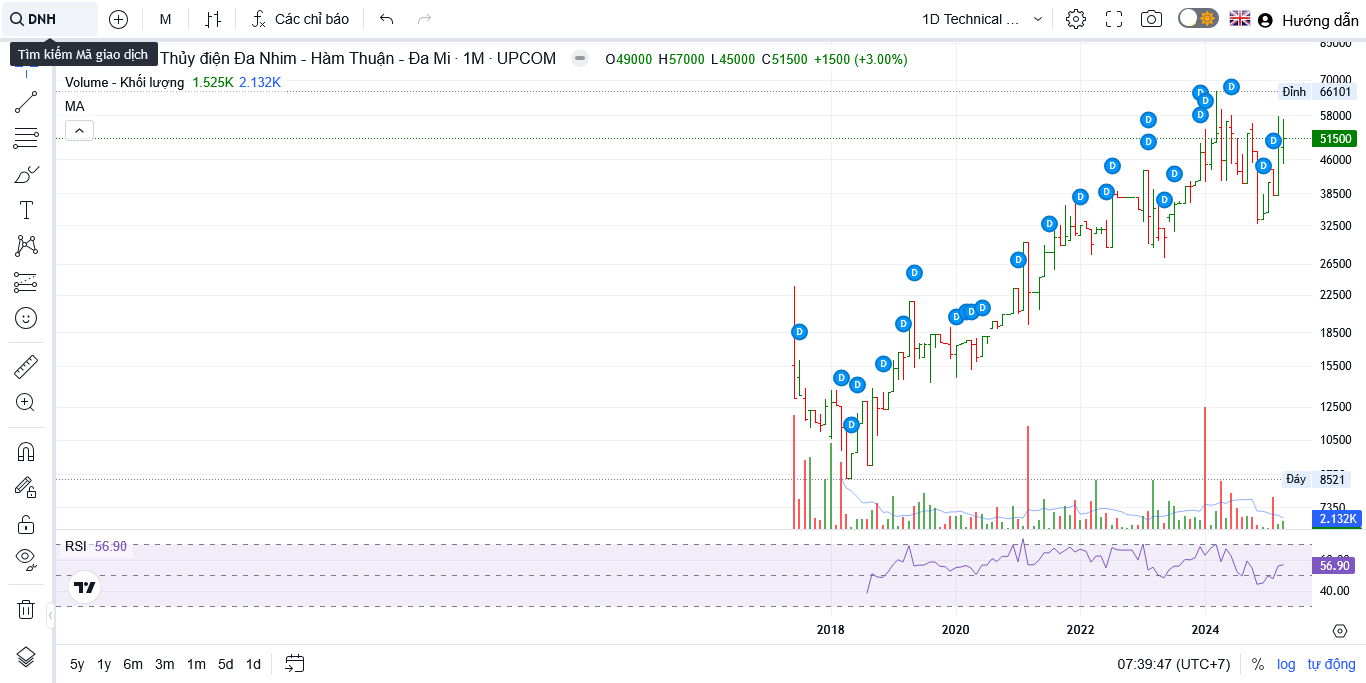 DNH
M
Các chỉ báo
1D Technical ...
Hướng dẫn
Tìm kiếm Mã giao dịch
Thủy điện Đa Nhim - Hàm Thuận - Đa Mi · 1M · UPCOM
O49000 H57000 L45000 C51500 +1500 (+3.00%)
Volume - Khối lượng 1.525K 2.132K
MA
85000
70000
Đỉnh 66101
58000
51500
46000
38500
32500
26500
22500
18500
15500
12500
10500
Đáy 8521
7350
2.132K
D D D D D D D D D D D D D D D D D D D D D D D D D D D
RSI 56.90
60.00
56.90
40.00
2018 2020 2022 2024
5y 1y 6m 3m 1m 5d 1d
07:39:47 (UTC+7) % log tự động